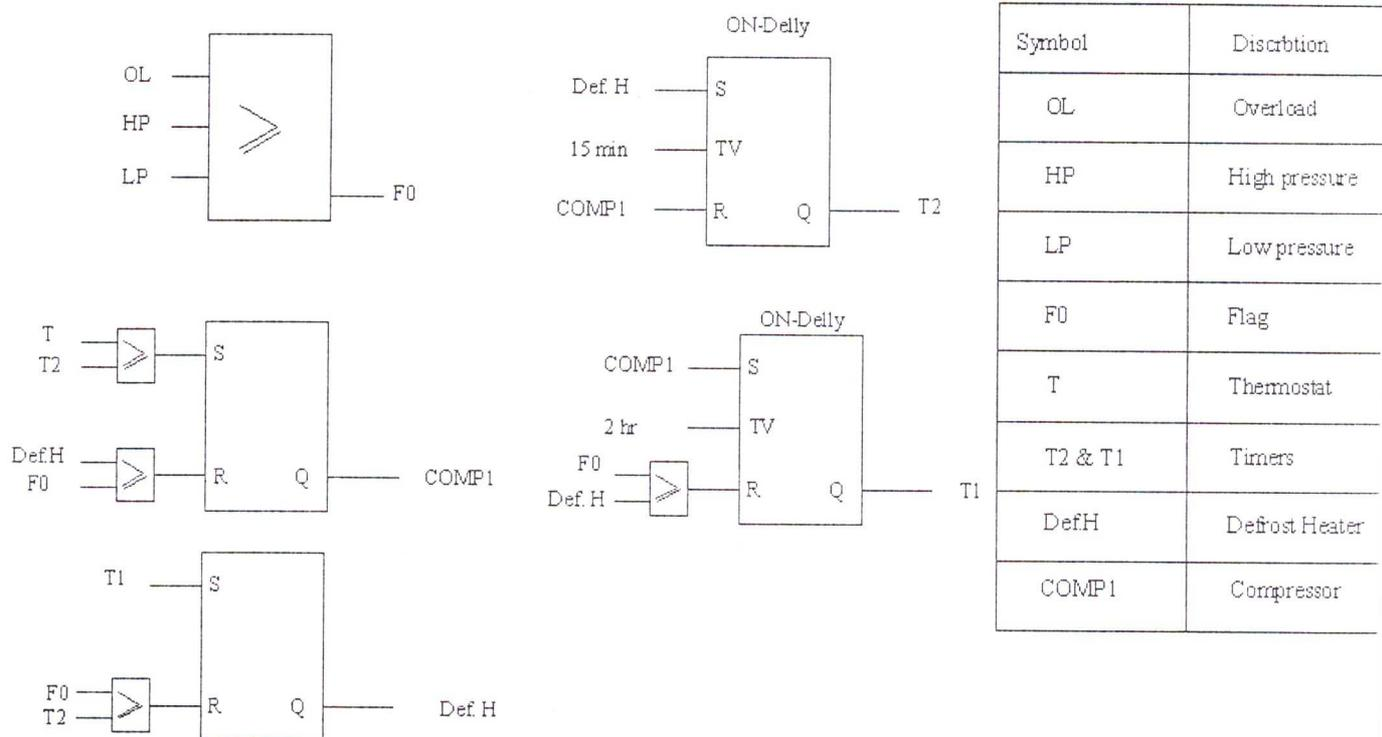 OL
HP
LP
F0
ON-Delly
Def. H
S
15 min
TV
COMP1
R
Q
T2
T
T2
S
Def.H
F0
R
Q
COMP1
ON-Delly
COMP1
S
2 hr
TV
F0
Def. H
R
Q
T1
T1
S
F0
T2
R
Q
Def. H
Symbol Discrbtion
OL Overload
HP High pressure
LP Low pressure
F0 Flag
T Thermostat
T2 & T1 Timers
Def.H Defrost Heater
COMP1 Compressor